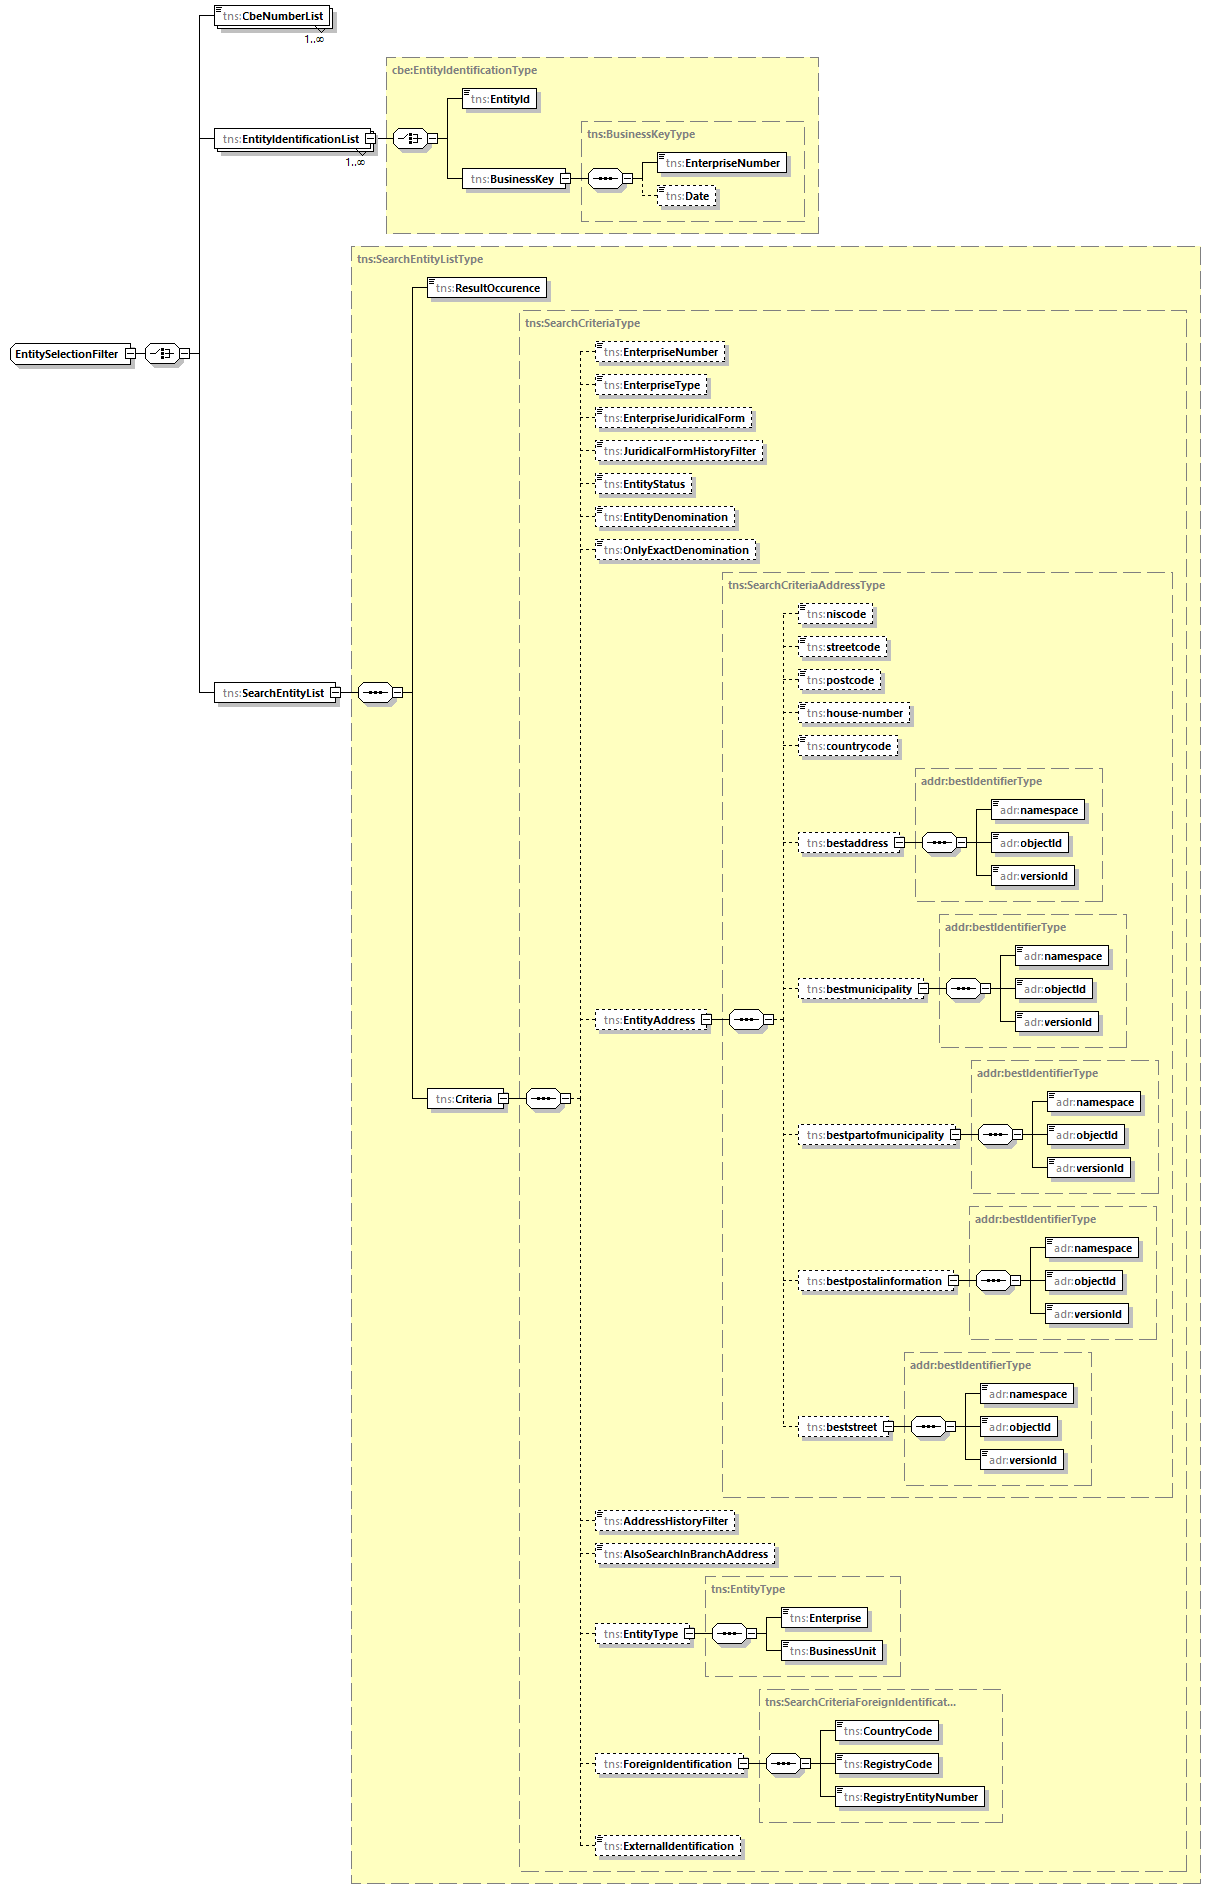 tns:CbeNumberList
1..∞
cbe:EntityIdentificationType
tns:EntityId
tns:BusinessKeyType
tns:EntityIdentificationList
1..∞
tns:EnterpriseNumber
tns:BusinessKey
tns:Date
tns:SearchEntityListType
tns:ResultOccurence
tns:SearchCriteriaType
EntitySelectionFilter
tns:EnterpriseNumber
tns:EnterpriseType
tns:EnterpriseJuridicalForm
tns:JuridicalFormHistoryFilter
tns:EntityStatus
tns:EntityDenomination
tns:OnlyExactDenomination
tns:SearchCriteriaAddressType
tns:niscode
tns:streetcode
tns:postcode
tns:SearchEntityList
tns:house-number
tns:countrycode
addr:bestIdentifierType
adr:namespace
tns:bestaddress
adr:objectId
adr:versionId
addr:bestIdentifierType
adr:namespace
tns:bestmunicipality
adr:objectId
adr:versionId
tns:EntityAddress
addr:bestIdentifierType
tns:Criteria
adr:namespace
tns:bestpartofmunicipality
adr:objectId
adr:versionId
addr:bestIdentifierType
adr:namespace
tns:bestpostalinformation
adr:objectId
adr:versionId
addr:bestIdentifierType
adr:namespace
tns:beststreet
adr:objectId
adr:versionId
tns:AddressHistoryFilter
tns:AlsoSearchInBranchAddress
tns:EntityType
tns:Enterprise
tns:EntityType
tns:BusinessUnit
tns:SearchCriteriaForeignIdentificat...
tns:CountryCode
tns:ForeignIdentification
tns:RegistryCode
tns:RegistryEntityNumber
tns:ExternalIdentification